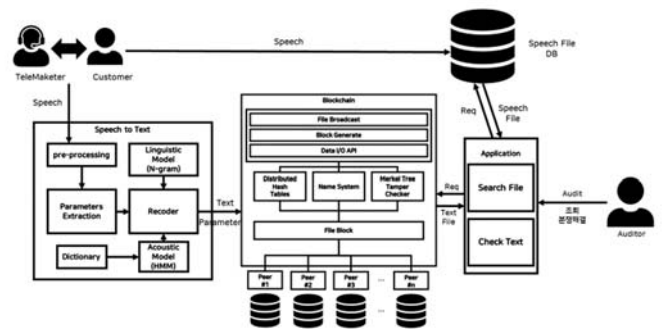 TeleMaketer
Customer
Speech
Speech File
DB
Speech
Req
Speech
File
Speech to Text
pre-processing
Linguistic
Model
(N-gram)
Parameters
Extraction
Recoder
Dictionary
Acoustic
Model
(HMM)
Text
Parameter
Blockchain
File Broadcast
Block Generate
Data I/O API
Distributed
Hash
Tables
Name System
Merkal Tree
Tamper
Checker
File Block
Peer
#1
Peer
#2
Peer
#3
...
Peer
#n
...
Req
Text
File
Application
Search File
Check Text
Audit
조회
분쟁해결
Auditor